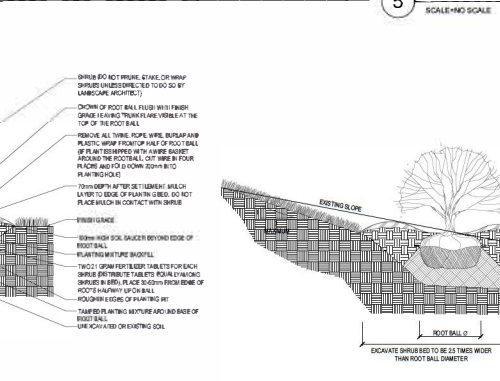 5
SCALE=NO SCALE
SHRUB (DO NOT PRUNE, STAKE, OR WRAP
SHRUBS UNLESS DIRECTED TO DO SO BY
LANDSCAPE ARCHITECT)
CROWN OF ROOT BALL FLUSH WITH FINISH
GRADE LEAVING TRUNK FLARE VISIBLE AT THE
TOP OF THE ROOT BALL
REMOVE ALL TWINE, ROPE, WIRE, BURLAP AND
PLASTIC WRAP FROM TOP HALF OF ROOT BALL
(IF PLANT IS SHIPPED WITH A WIRE BASKET
AROUND THE ROOT BALL, CUT WIRE IN FOUR
PLACES AND FOLD DOWN 200mm INTO
PLANTING HOLE)
70mm DEPTH AFTER SETTLEMENT MULCH
LAYER TO EDGE OF PLANTING BED. DO NOT
PLACE MULCH IN CONTACT WITH SHRUB
FINISH GRADE
100mm HIGH SOIL SAUCER BEYOND EDGE OF
ROOT BALL
PLANTING MIXTURE BACKFILL
TWO 21 GRAM FERTILIZER TABLETS FOR EACH
SHRUB (DISTRIBUTE TABLETS EQUALLY AMONG
SHRUBS IN BED). PLACE 30-50mm FROM EDGE OF
ROOTS HALFWAY UP ON BALL
ROUGHEN EDGES OF PLANTING PIT
TAMPED PLANTING MIXTURE AROUND BASE OF
ROOT BALL
UNEXCAVATED OR EXISTING SOIL
EXISTING SLOPE
MAXIMUM
ROOT BALL Ø
EXCAVATE SHRUB BED TO BE 2.5 TIMES WIDER
THAN ROOT BALL DIAMETER